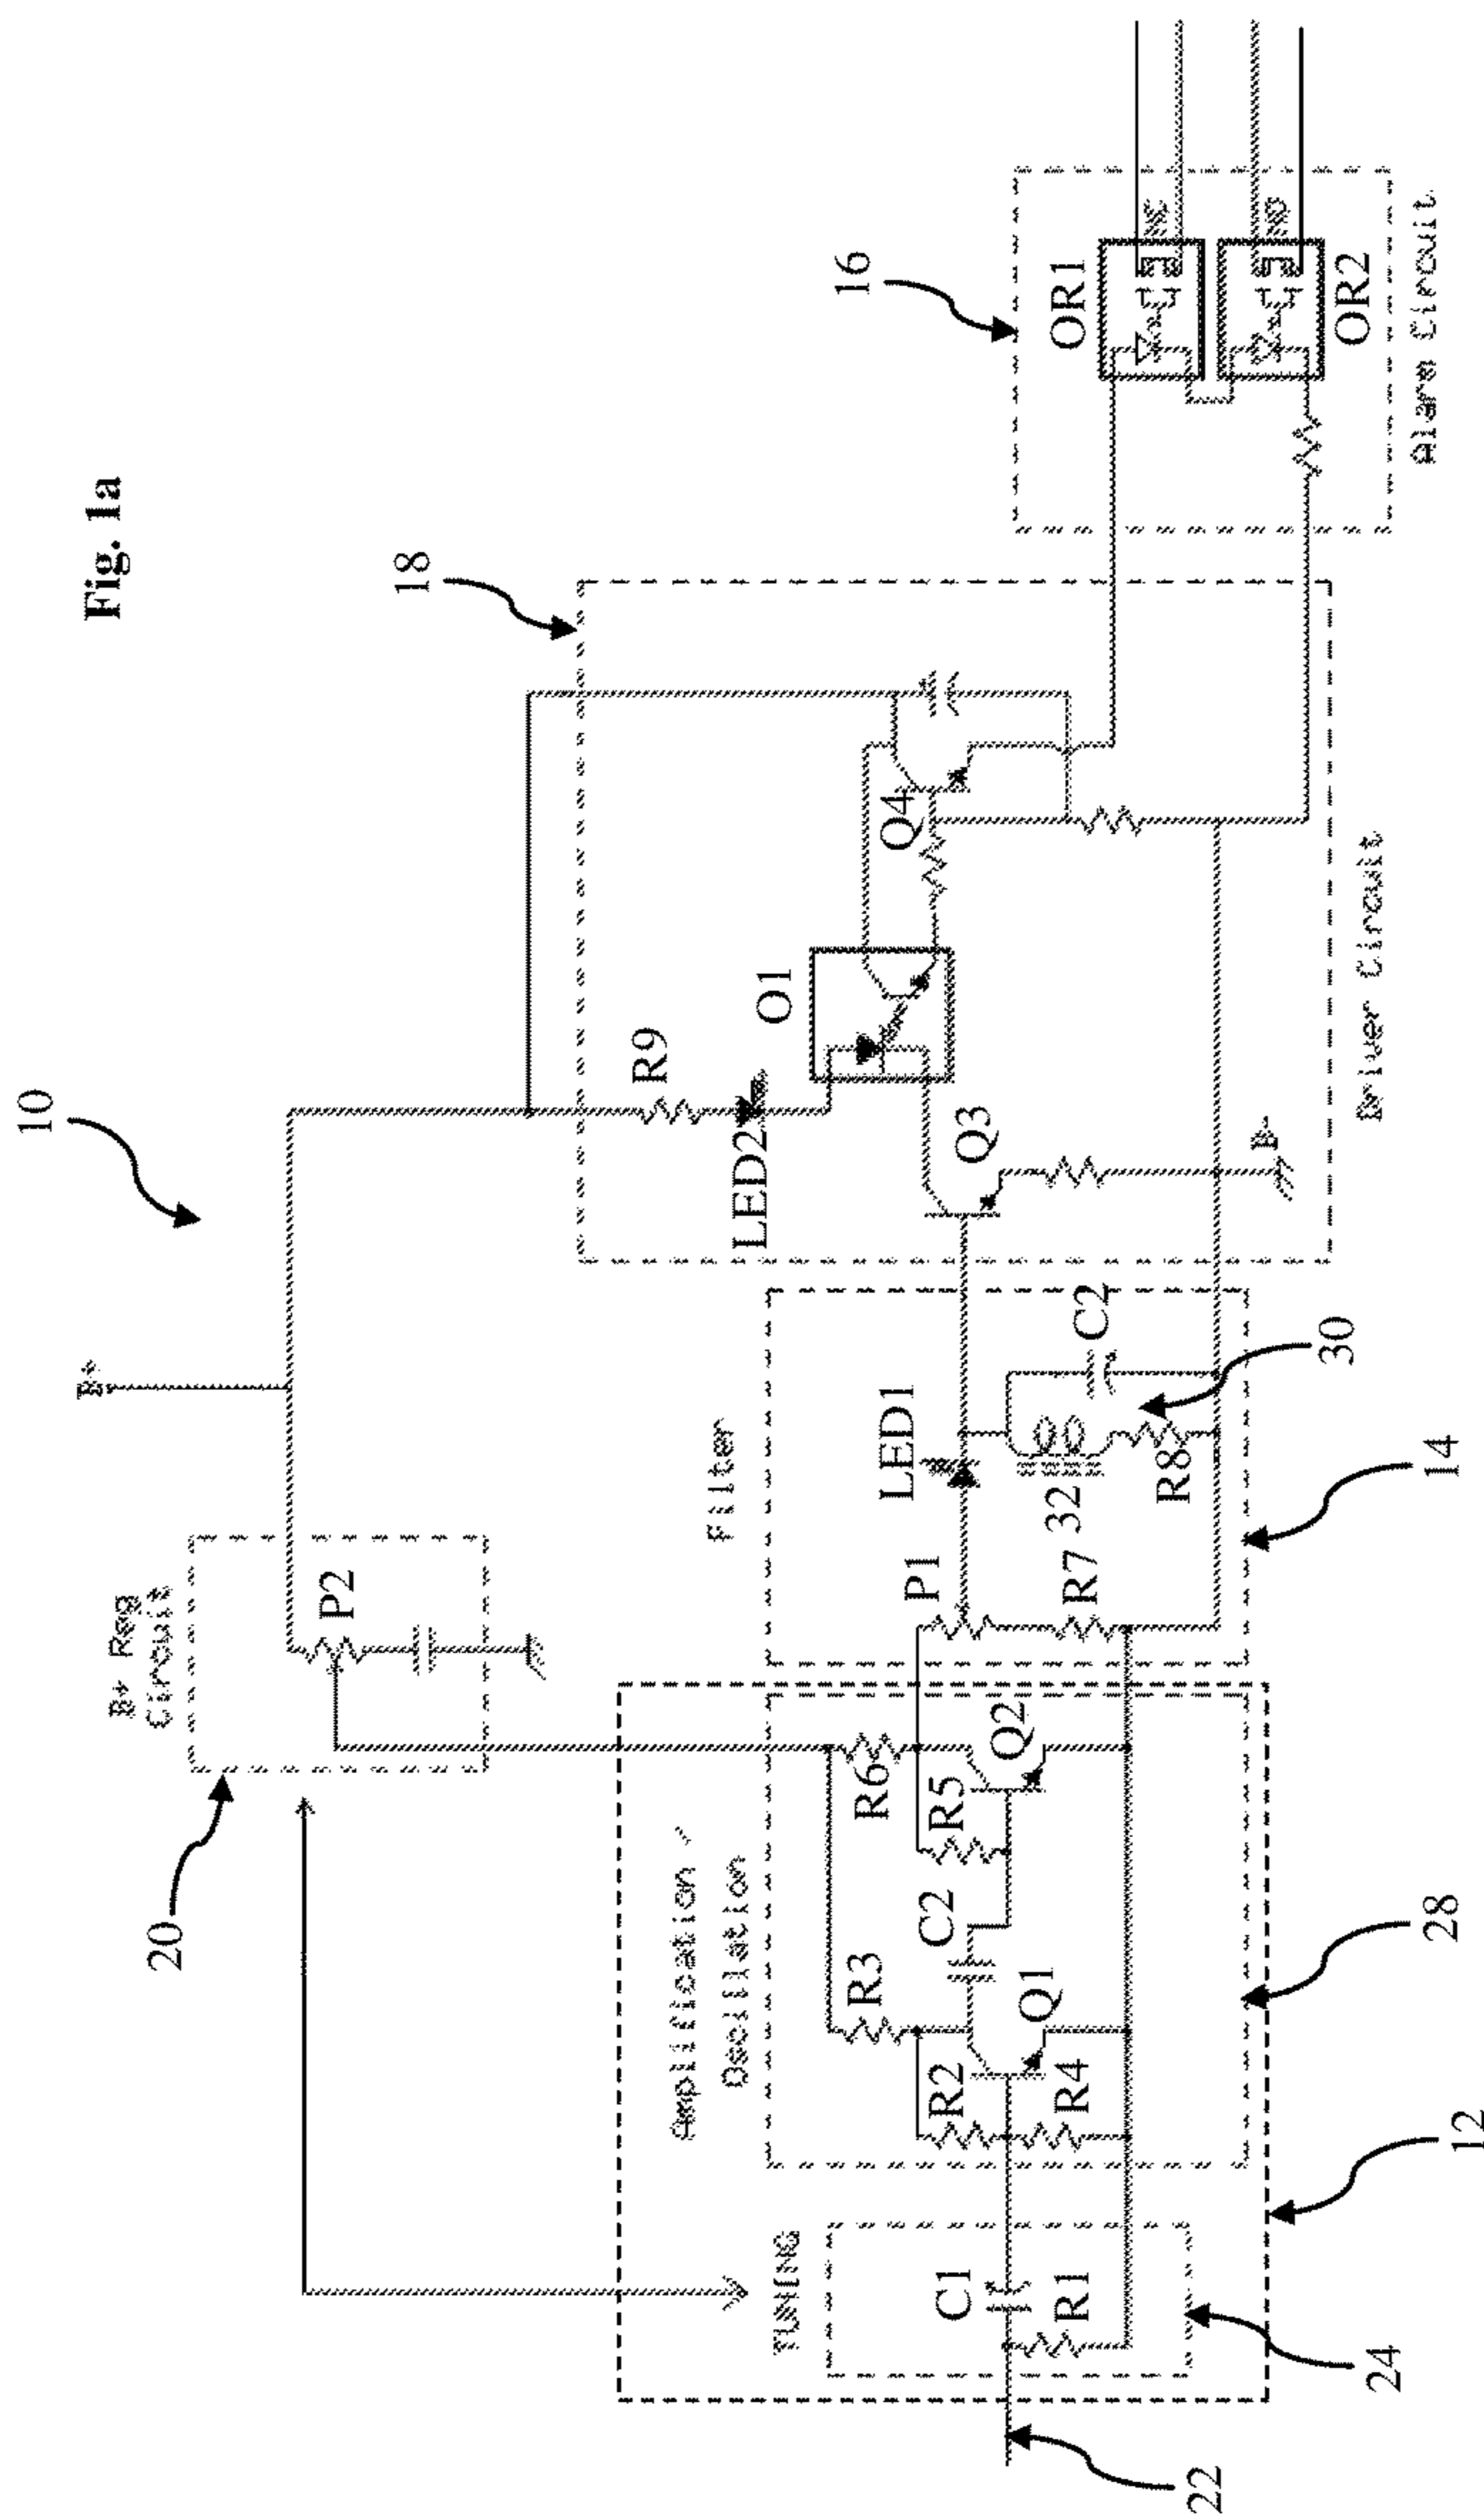 Fig. 1a
10
B+
B+ Reg
Circuit
P2
20
18
16
R9
LED2
O1
Q4
Q3
B-
Driver Circuit
OR1
NC
NO
OR2
Alarm Circuit
Filter
P1
LED1
R7
32
R8
C2
30
14
Amplification /
Oscillation
R3
R6
C2
R5
Q2
R2
Q1
R4
28
12
TUNING
C1
R1
24
22